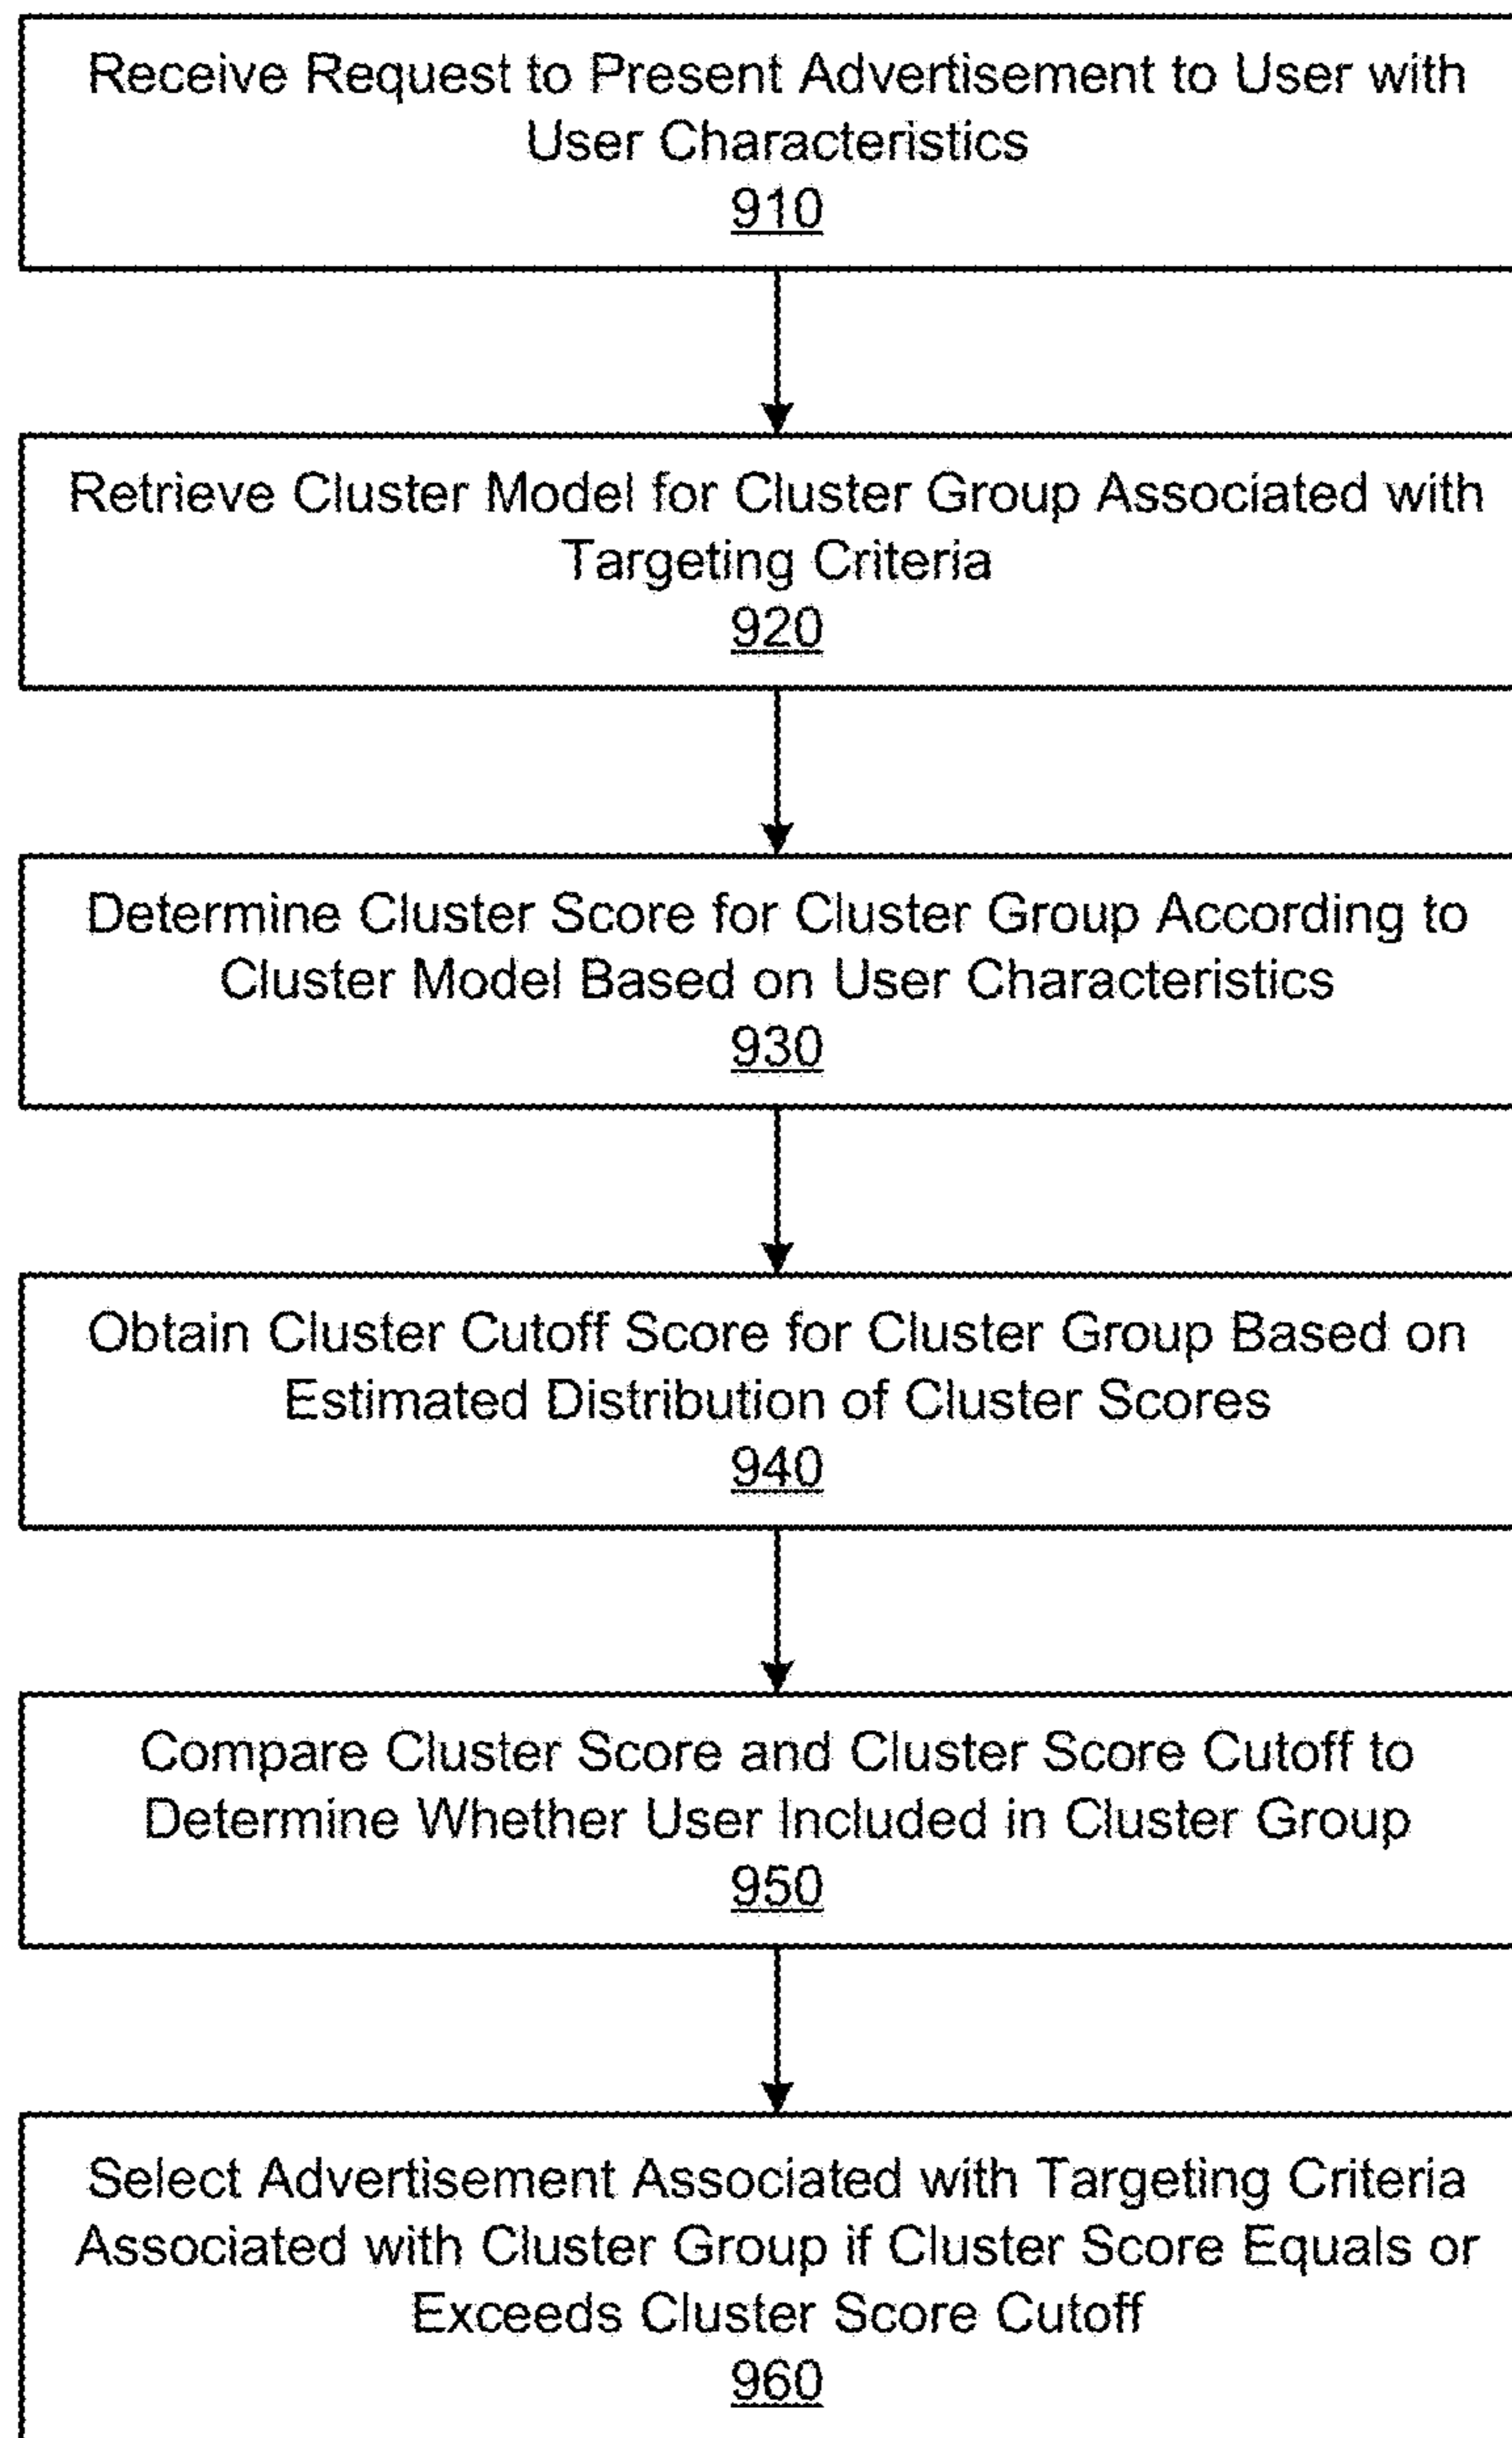 Receive Request to Present Advertisement to User with
User Characteristics
910
Retrieve Cluster Model for Cluster Group Associated with
Targeting Criteria
920
Determine Cluster Score for Cluster Group According to
Cluster Model Based on User Characteristics
930
Obtain Cluster Cutoff Score for Cluster Group Based on
Estimated Distribution of Cluster Scores
940
Compare Cluster Score and Cluster Score Cutoff to
Determine Whether User Included in Cluster Group
950
Select Advertisement Associated with Targeting Criteria
Associated with Cluster Group if Cluster Score Equals or
Exceeds Cluster Score Cutoff
960